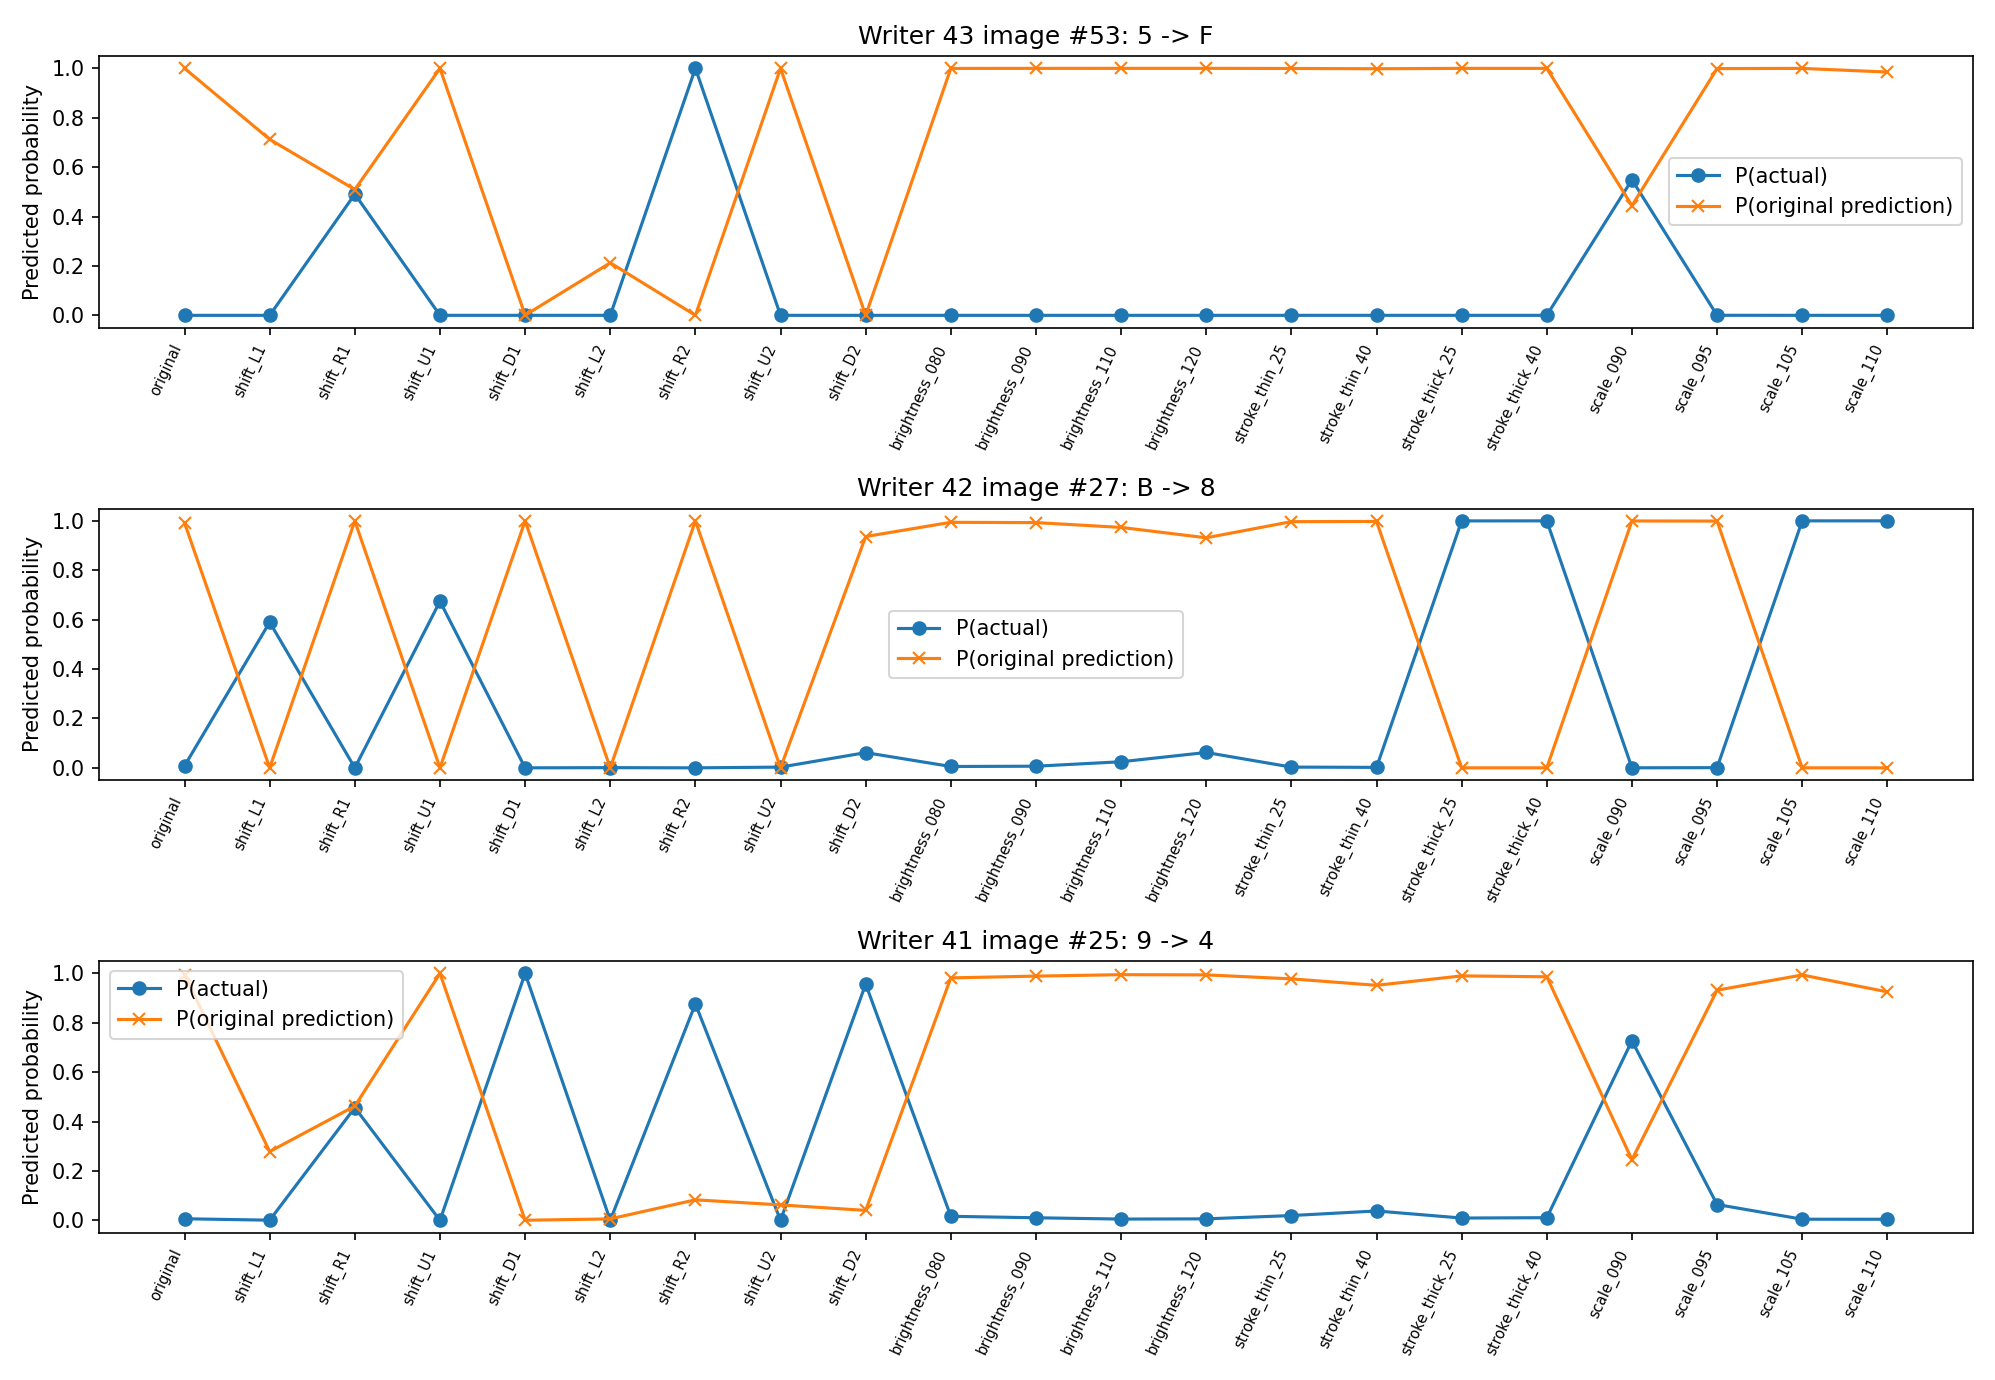 Writer 43 image #53: 5 -> F
Predicted probability
1.0
0.8
0.6
0.4
0.2
0.0
P(actual)
P(original prediction)
original
shift_L1
shift_R1
shift_U1
shift_D1
shift_L2
shift_R2
shift_U2
shift_D2
brightness_080
brightness_090
brightness_110
brightness_120
stroke_thin_25
stroke_thin_40
stroke_thick_25
stroke_thick_40
scale_090
scale_095
scale_105
scale_110
Writer 42 image #27: B -> 8
Predicted probability
1.0
0.8
0.6
0.4
0.2
0.0
P(actual)
P(original prediction)
original
shift_L1
shift_R1
shift_U1
shift_D1
shift_L2
shift_R2
shift_U2
shift_D2
brightness_080
brightness_090
brightness_110
brightness_120
stroke_thin_25
stroke_thin_40
stroke_thick_25
stroke_thick_40
scale_090
scale_095
scale_105
scale_110
Writer 41 image #25: 9 -> 4
Predicted probability
1.0
0.8
0.6
0.4
0.2
0.0
P(actual)
P(original prediction)
original
shift_L1
shift_R1
shift_U1
shift_D1
shift_L2
shift_R2
shift_U2
shift_D2
brightness_080
brightness_090
brightness_110
brightness_120
stroke_thin_25
stroke_thin_40
stroke_thick_25
stroke_thick_40
scale_090
scale_095
scale_105
scale_110